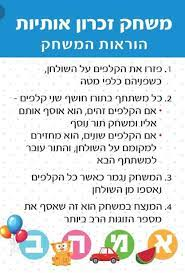 משחק זכרון אותיות
הוראות המשחק
1. פזרו את הקלפים על השולחן,
כשפניהם כלפי מטה
2. כל משתתף בתורו חושף שני קלפים -
• אם הקלפים זהים, הוא אוסף אותם
אליו ומשחק תור נוסף
• אם הקלפים שונים, הוא מחזירם
למקומם על השולחן, והתור עובר
למשתתף הבא
3. המשחק נגמר כאשר כל הקלפים
נאספו מן השולחן
4. המנצח במשחק הוא זה שאסף את
מספר הזוגות הרב ביותר
א מ ח ב